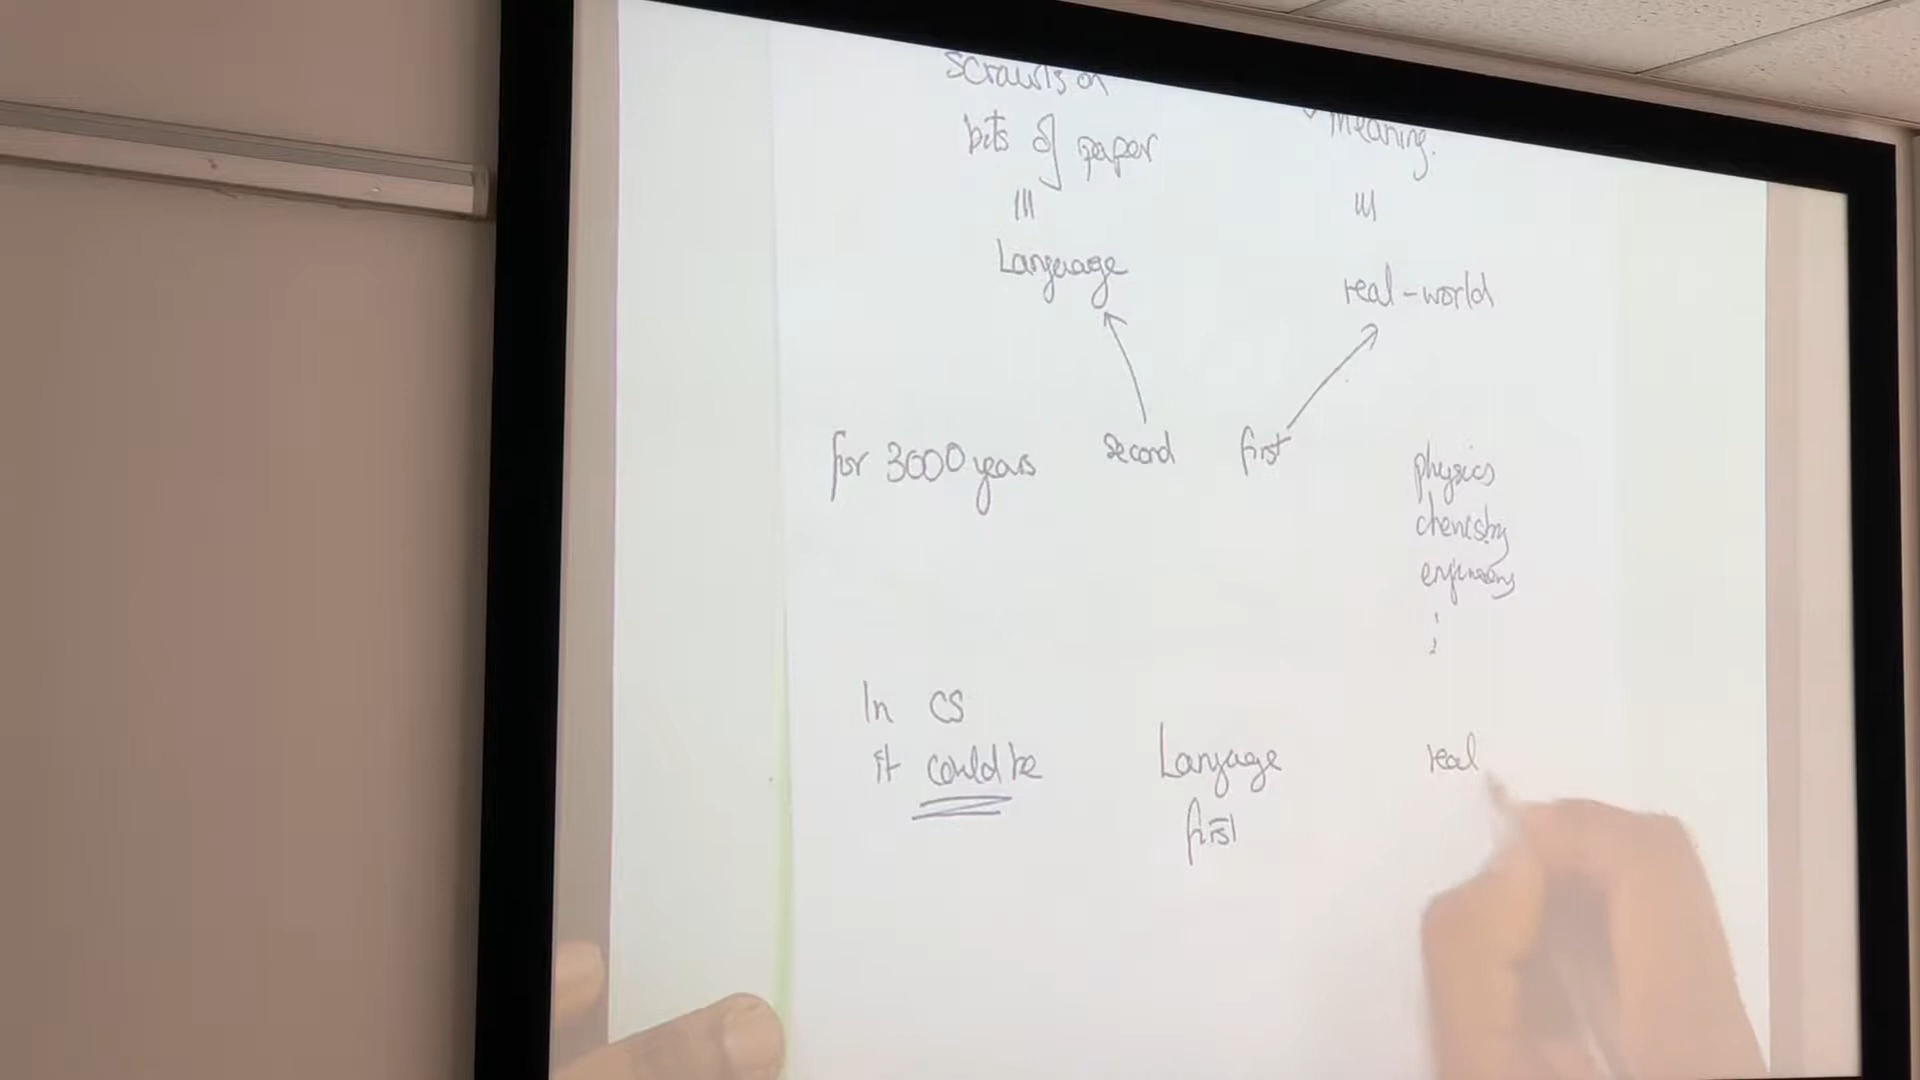 scrawls on
bits of paper
meaning.
|||
|||
Language
real-world
for 3000 years second first
physics
chemistry
engineering
In CS
it could be
Language
first
real